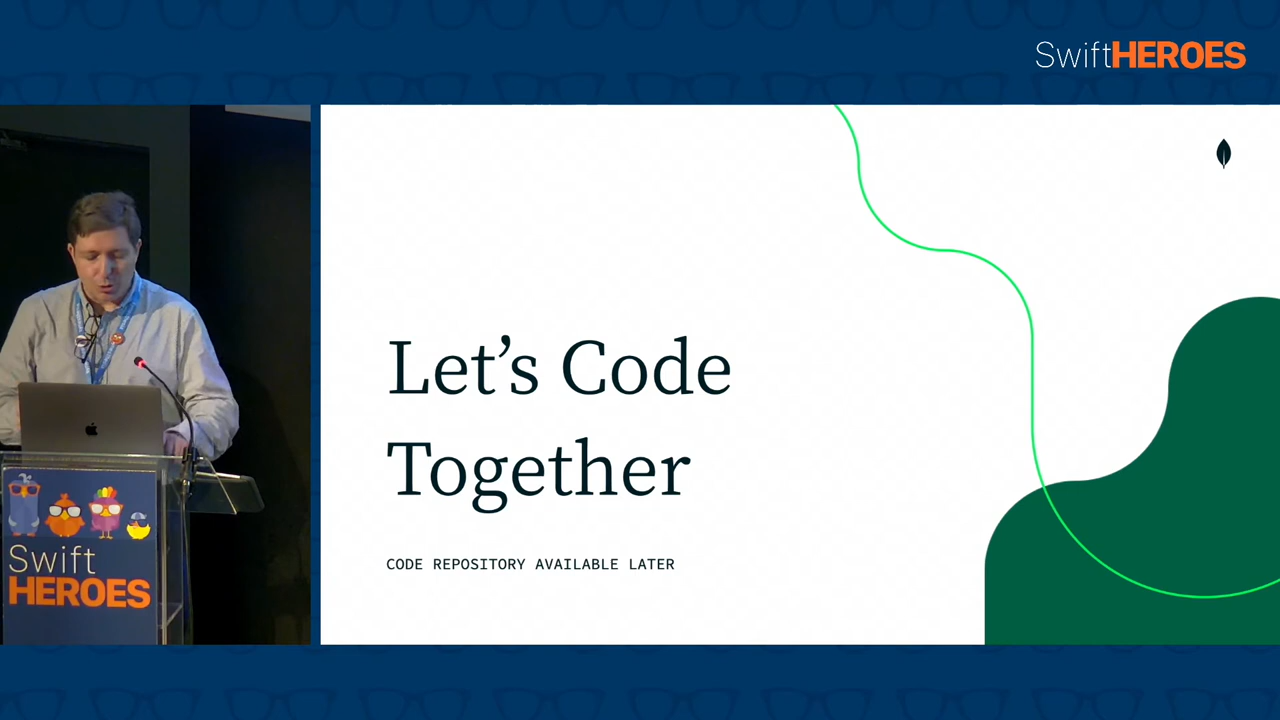 SwiftHEROES
Let's Code
Together
CODE REPOSITORY AVAILABLE LATER
Swift
HEROES